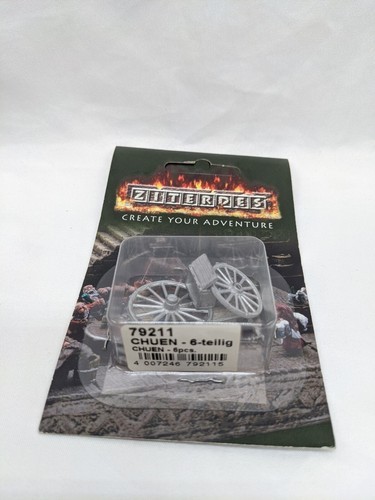 ZITERDES
CREATE YOUR ADVENTURE
79211
CHUEN - 6-teilig
CHUEN - 6pcs.
4 007246 792115